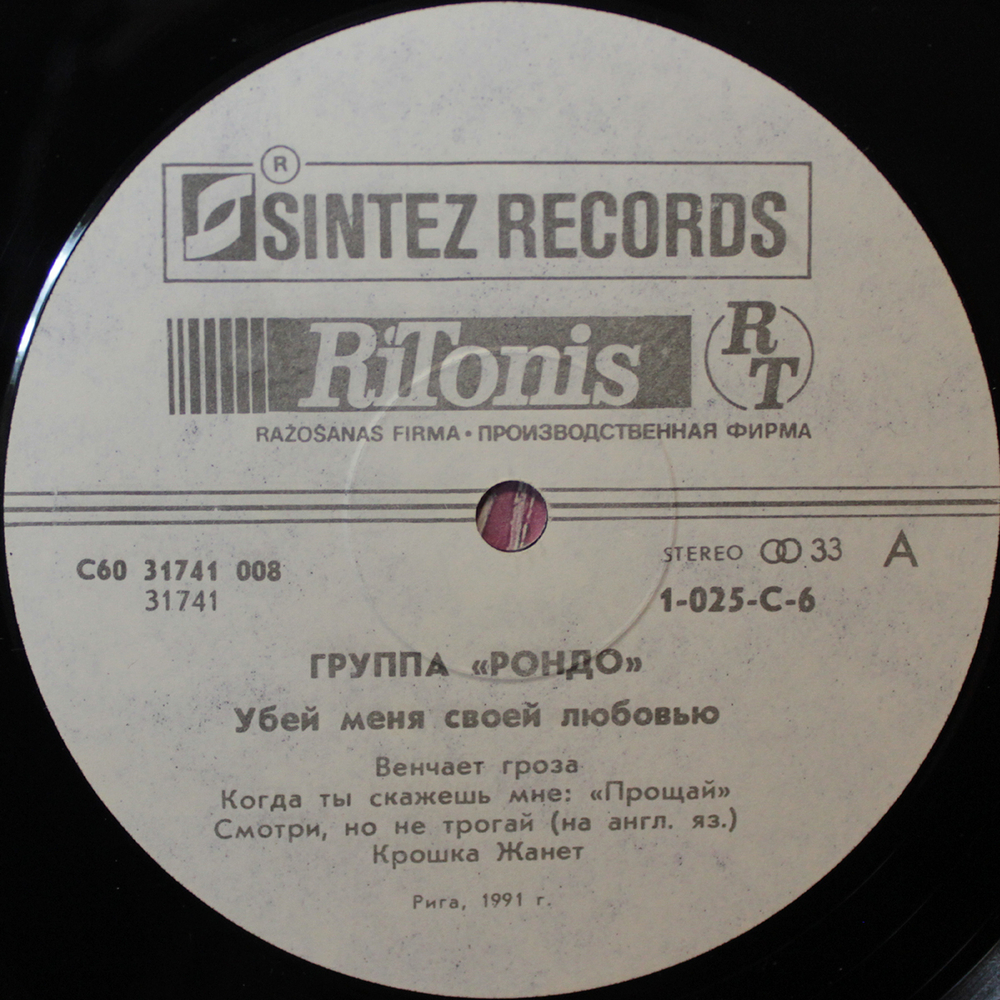 ®
SINTEZ RECORDS
RiTonis RT
RAŽOŠANAS FIRMA • ПРОИЗВОДСТВЕННАЯ ФИРМА
С60 31741 008
31741
STEREO 33 A
1-025-C-6
ГРУППА «РОНДО»
Убей меня своей любовью
Венчает гроза
Когда ты скажешь мне: «Прощай»
Смотри, но не трогай (на англ. яз.)
Крошка Жанет
Рига, 1991 г.